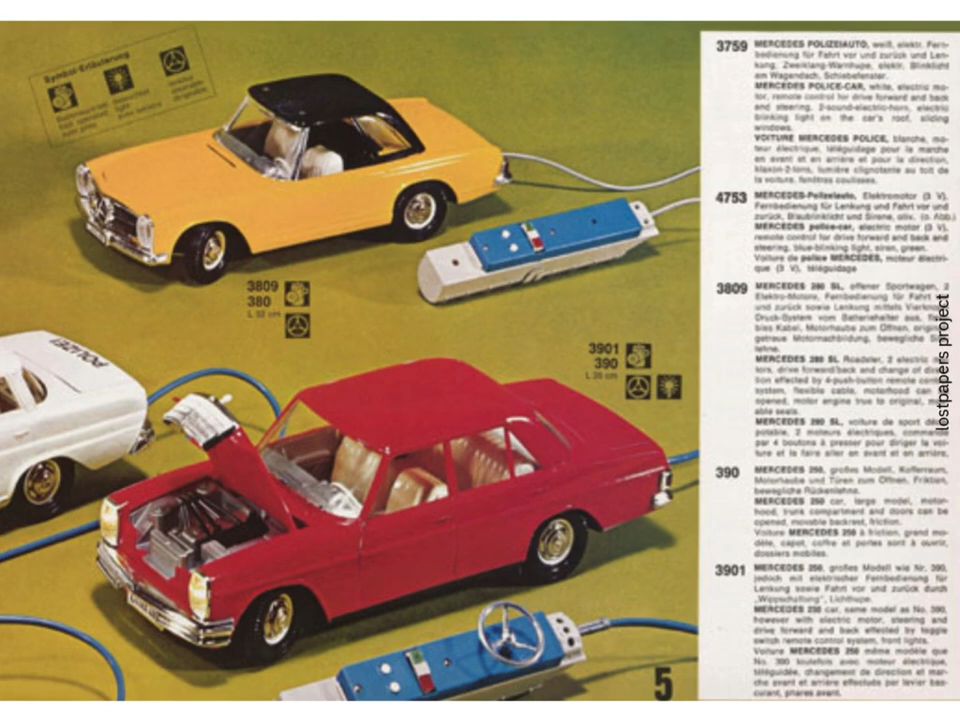 Symbol-Erläuterung
3809
380
L 32 cm
POLIZEI
3901
390
5
3759 MERCEDES POLIZEIAUTO, weiß, elektr. Fern-
bedienung für Fahrt vor und zurück und Len-
kung, Zweiklang-Warnhupe, elektr. Blinklicht
am Wagendach, Schiebefenster.
MERCEDES POLICE-CAR, white, electric mo-
tor, remote control for drive forward and back
and steering, 2-sound-electric-horn, electric
blinking light on the car's roof, sliding
windows.
VOITURE MERCEDES POLICE, blanche, mo-
teur électrique, téléguidage pour la marche
en avant et en arrière et pour la direction,
klaxon-2-tons, lumière clignotante au toit de
la voiture, fenêtres coulisses.
4753 MERCEDES-Polizeiauto, Elektromotor (3 V),
Fernbedienung für Lenkung und Fahrt vor und
zurück, Blaublinklicht und Sirene, oliv. (o. Abb.)
MERCEDES police-car, electric motor (3 V),
remote control for drive forward and back and
steering, blue-blinking light, siren, green.
Voiture de police MERCEDES, moteur électri-
que (3 V), téléguidage
3809 MERCEDES 280 SL, offener Sportwagen, 2
Elektro-Motore, Fernbedienung für Fahrt
und zurück sowie Lenkung mittels
Druck-System vom Batteriehalter aus,
Kabel, Motorhaube zum Öffnen,
getreue Motornachbildung, bewegliche
lehne.
MERCEDES 280 SL Roadster, 2 electric
tors, drive forward/back and change of
tion effected by 4-push-button remote
system, flexible cable, motorhood can
opened, motor engine true to original,
able seats.
MERCEDES 280 SL, voiture de sport
potable, 2 moteurs électriques,
par 4 boutons à presser pour diriger la voi-
ture et la faire aller en avant et en arrière,
390 MERCEDES 250, großes Modell, Kofferraum,
Motorhaube und Türen zum Öffnen, Friktion,
bewegliche Rückenlehne.
MERCEDES 250 car, large model, motor-
hood, trunk compartment and doors can be
opened, movable backrest, friction.
Voiture MERCEDES 250 à friction, grand mo-
dèle, capot, coffre et portes sont à ouvrir,
dossiers mobiles.
3901 MERCEDES 250, großes Modell wie Nr. 390,
jedoch mit elektrischer Fernbedienung für
Lenkung sowie Fahrt vor und zurück durch
„Wippschaltung", Lichthupe.
MERCEDES 250 car, same model as No. 390,
however with electric motor, steering and
drive forward and back effected by toggle
switch remote control system, front lights.
Voiture MERCEDES 250 même modèle que
No. 390 toutefois avec moteur électrique,
téléguidée, changement de direction et mar-
che avant et arrière effectués par levier bas-
culant, phares avant.
lostpapers project